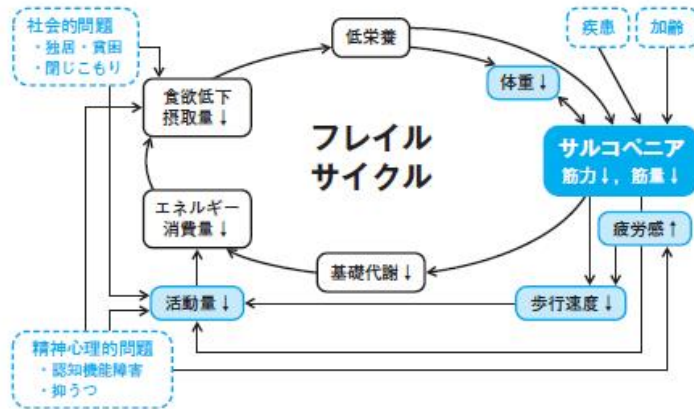 社会的問題
・独居・貧困
・閉じこもり
低栄養
疾患
加齢
体重↓
食欲低下
摂取量↓
フレイル
サイクル
サルコペニア
筋力↓，筋量↓
エネルギー
消費量↓
疲労感↑
基礎代謝↓
活動量↓
歩行速度↓
精神心理的問題
・認知機能障害
・抑うつ